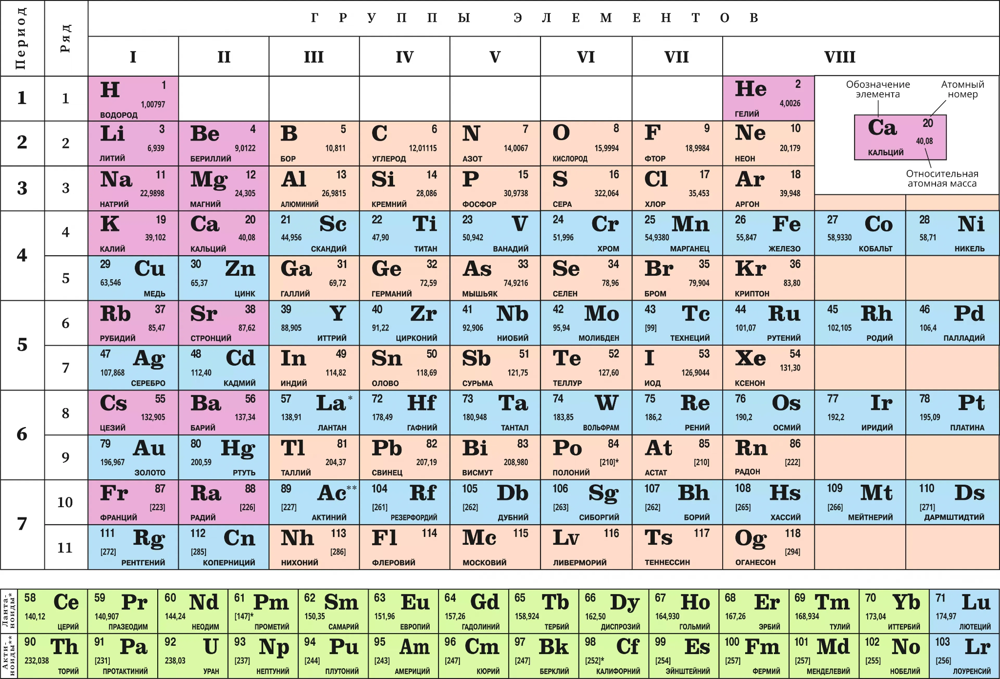 Период
Ряд
ГРУППЫ ЭЛЕМЕНТОВ
I II III IV V VI VII VIII
1
1
H 1 1,00797 ВОДОРОД
He 2 4,0026 ГЕЛИЙ
Обозначение элемента
Атомный номер
Ca 20 40,08 КАЛЬЦИЙ
Относительная атомная масса
2
2
Li 3 6,939 ЛИТИЙ
Be 4 9,0122 БЕРИЛЛИЙ
B 5 10,811 БОР
C 6 12,01115 УГЛЕРОД
N 7 14,0067 АЗОТ
O 8 15,9994 КИСЛОРОД
F 9 18,9984 ФТОР
Ne 10 20,179 НЕОН
3
3
Na 11 22,9898 НАТРИЙ
Mg 12 24,305 МАГНИЙ
Al 13 26,9815 АЛЮМИНИЙ
Si 14 28,086 КРЕМНИЙ
P 15 30,9738 ФОСФОР
S 16 322,064 СЕРА
Cl 17 35,453 ХЛОР
Ar 18 39,948 АРГОН
4
4
K 19 39,102 КАЛИЙ
Ca 20 40,08 КАЛЬЦИЙ
21 Sc 44,956 СКАНДИЙ
22 Ti 47,90 ТИТАН
23 V 50,942 ВАНАДИЙ
24 Cr 51,996 ХРОМ
25 Mn 54,9380 МАРГАНЕЦ
26 Fe 55,847 ЖЕЛЕЗО
27 Co 58,9330 КОБАЛЬТ
28 Ni 58,71 НИКЕЛЬ
5
29 Cu 63,546 МЕДЬ
30 Zn 65,37 ЦИНК
Ga 31 69,72 ГАЛЛИЙ
Ge 32 72,59 ГЕРМАНИЙ
As 33 74,9216 МЫШЬЯК
Se 34 78,96 СЕЛЕН
Br 35 79,904 БРОМ
Kr 36 83,80 КРИПТОН
5
6
Rb 37 85,47 РУБИДИЙ
Sr 38 87,62 СТРОНЦИЙ
39 Y 88,905 ИТТРИЙ
40 Zr 91,22 ЦИРКОНИЙ
41 Nb 92,906 НИОБИЙ
42 Mo 95,94 МОЛИБДЕН
43 Tc [99] ТЕХНЕЦИЙ
44 Ru 101,07 РУТЕНИЙ
45 Rh 102,105 РОДИЙ
46 Pd 106,4 ПАЛЛАДИЙ
7
47 Ag 107,868 СЕРЕБРО
48 Cd 112,40 КАДМИЙ
In 49 114,82 ИНДИЙ
Sn 50 118,69 ОЛОВО
Sb 51 121,75 СУРЬМА
Te 52 127,60 ТЕЛЛУР
I 53 126,9044 ИОД
Xe 54 131,30 КСЕНОН
6
8
Cs 55 132,905 ЦЕЗИЙ
Ba 56 137,34 БАРИЙ
57 La* 138,91 ЛАНТАН
72 Hf 178,49 ГАФНИЙ
73 Ta 180,948 ТАНТАЛ
74 W 183,85 ВОЛЬФРАМ
75 Re 186,2 РЕНИЙ
76 Os 190,2 ОСМИЙ
77 Ir 192,2 ИРИДИЙ
78 Pt 195,09 ПЛАТИНА
9
79 Au 196,967 ЗОЛОТО
80 Hg 200,59 РТУТЬ
Tl 81 204,37 ТАЛЛИЙ
Pb 82 207,19 СВИНЕЦ
Bi 83 208,980 ВИСМУТ
Po 84 [210]* ПОЛОНИЙ
At 85 [210] АСТАТ
Rn 86 [222] РАДОН
7
10
Fr 87 [223] ФРАНЦИЙ
Ra 88 [226] РАДИЙ
89 Ac** [227] АКТИНИЙ
104 Rf [261] РЕЗЕРФОРДИЙ
105 Db [262] ДУБНИЙ
106 Sg [263] СИБОРГИЙ
107 Bh [262] БОРИЙ
108 Hs [265] ХАССИЙ
109 Mt [266] МЕЙТНЕРИЙ
110 Ds [271] ДАРМШТИДТИЙ
11
111 Rg [272] РЕНТГЕНИЙ
112 Cn [285] КОПЕРНИЦИЙ
Nh 113 [286] НИХОНИЙ
Fl 114 ФЛЕРОВИЙ
Mc 115 МОСКОВИЙ
Lv 116 ЛИВЕРМОРИЙ
Ts 117 ТЕННЕССИН
Og 118 [294] ОГАНЕСОН
Ланта-
ноиды*
58 Ce 140,12 ЦЕРИЙ
59 Pr 140,907 ПРАЗЕОДИМ
60 Nd 144,24 НЕОДИМ
61 Pm [147]* ПРОМЕТИЙ
62 Sm 150,35 САМАРИЙ
63 Eu 151,96 ЕВРОПИЙ
64 Gd 157,26 ГАДОЛИНИЙ
65 Tb 158,924 ТЕРБИЙ
66 Dy 162,50 ДИСПРОЗИЙ
67 Ho 164,930 ГОЛЬМИЙ
68 Er 167,26 ЭРБИЙ
69 Tm 168,934 ТУЛИЙ
70 Yb 173,04 ИТТЕРБИЙ
71 Lu 174,97 ЛЮТЕЦИЙ
Акти-
ноиды**
90 Th 232,038 ТОРИЙ
91 Pa [231] ПРОТАКТИНИЙ
92 U 238,03 УРАН
93 Np [237] НЕПТУНИЙ
94 Pu [244] ПЛУТОНИЙ
95 Am [243] АМЕРИЦИЙ
96 Cm [247] КЮРИЙ
97 Bk [247] БЕРКЛИЙ
98 Cf [252]* КАЛИФОРНИЙ
99 Es [254] ЭЙНШТЕЙНИЙ
100 Fm [257] ФЕРМИЙ
101 Md [257] МЕНДЕЛЕВИЙ
102 No [255] НОБЕЛИЙ
103 Lr [256] ЛОУРЕНСИЙ